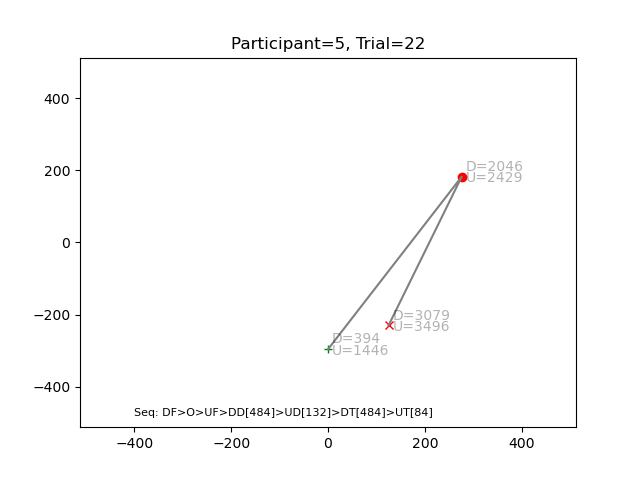 Participant=5, Trial=22
400
200
0
−200
−400
D=2046
U=2429
D=3079
U=3496
D=394
U=1446
Seq: DF>O>UF>DD[484]>UD[132]>DT[484]>UT[84]
−400
−200
0
200
400